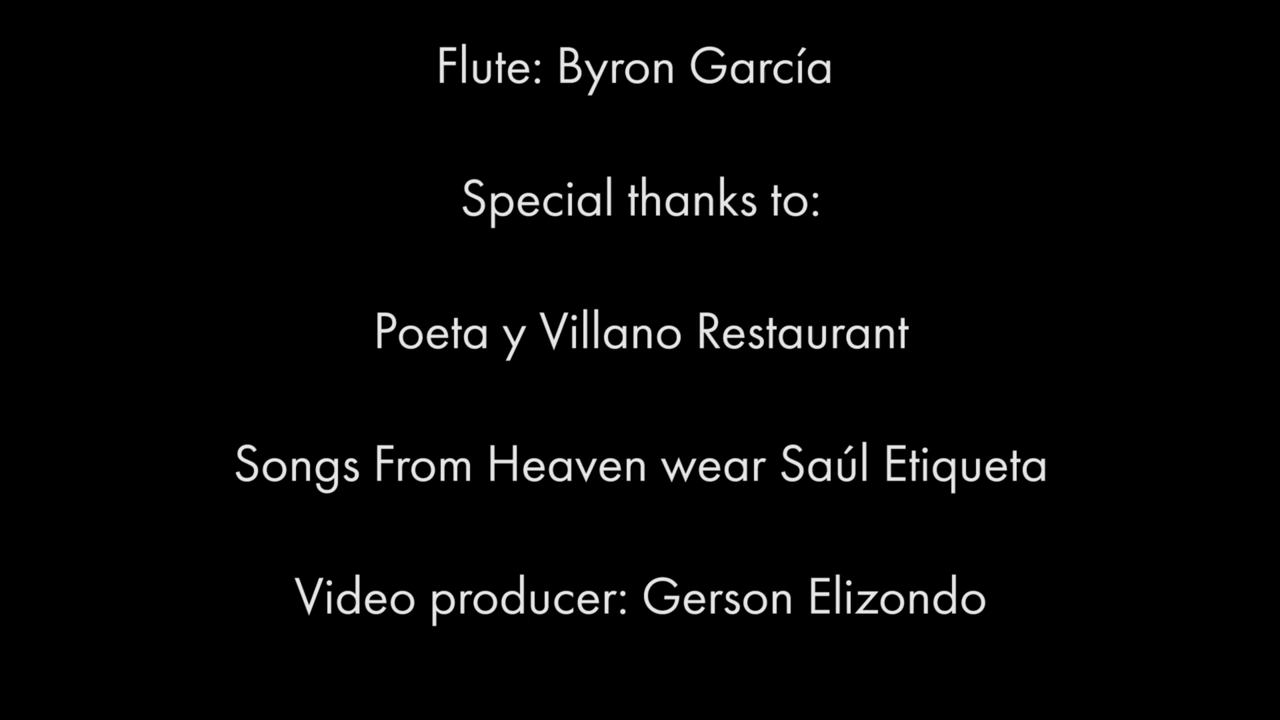 Flute: Byron García
Special thanks to:
Poeta y Villano Restaurant
Songs From Heaven wear Saúl Etiqueta
Video producer: Gerson Elizondo